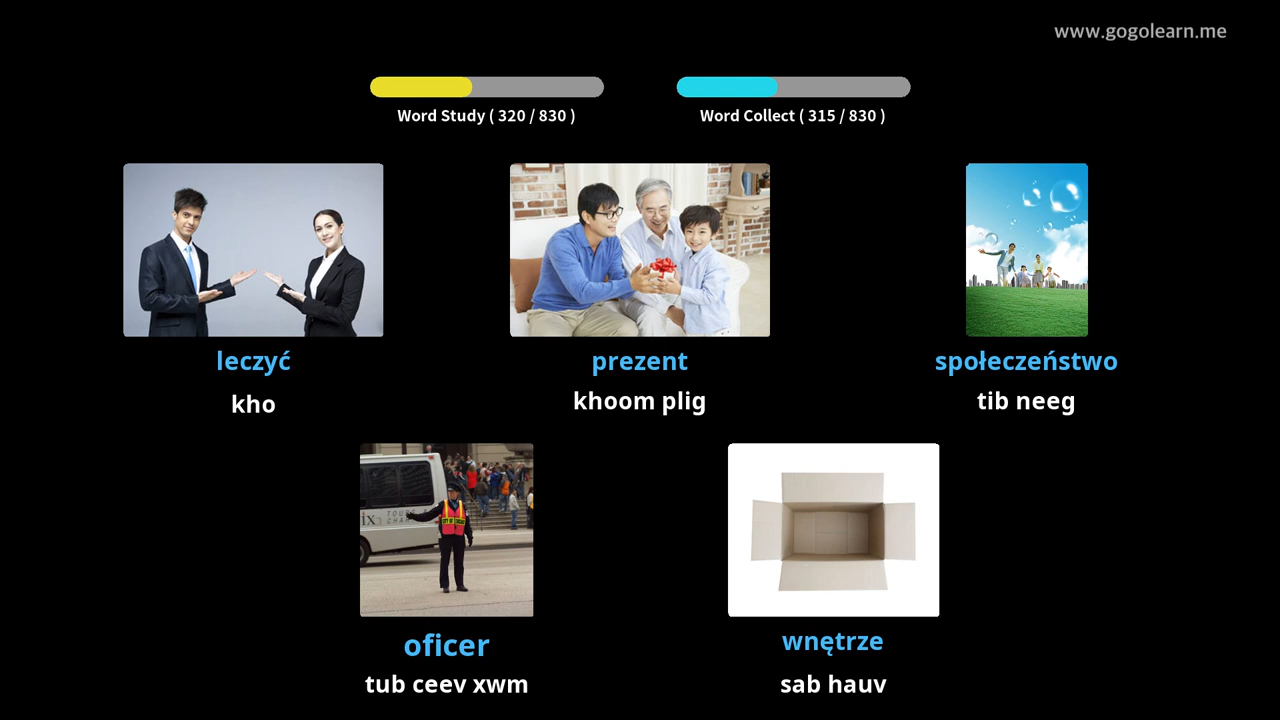 www.gogolearn.me
Word Study ( 320 / 830 )
Word Collect ( 315 / 830 )
leczyć
kho
prezent
khoom plig
społeczeństwo
tib neeg
oficer
tub ceev xwm
wnętrze
sab hauv